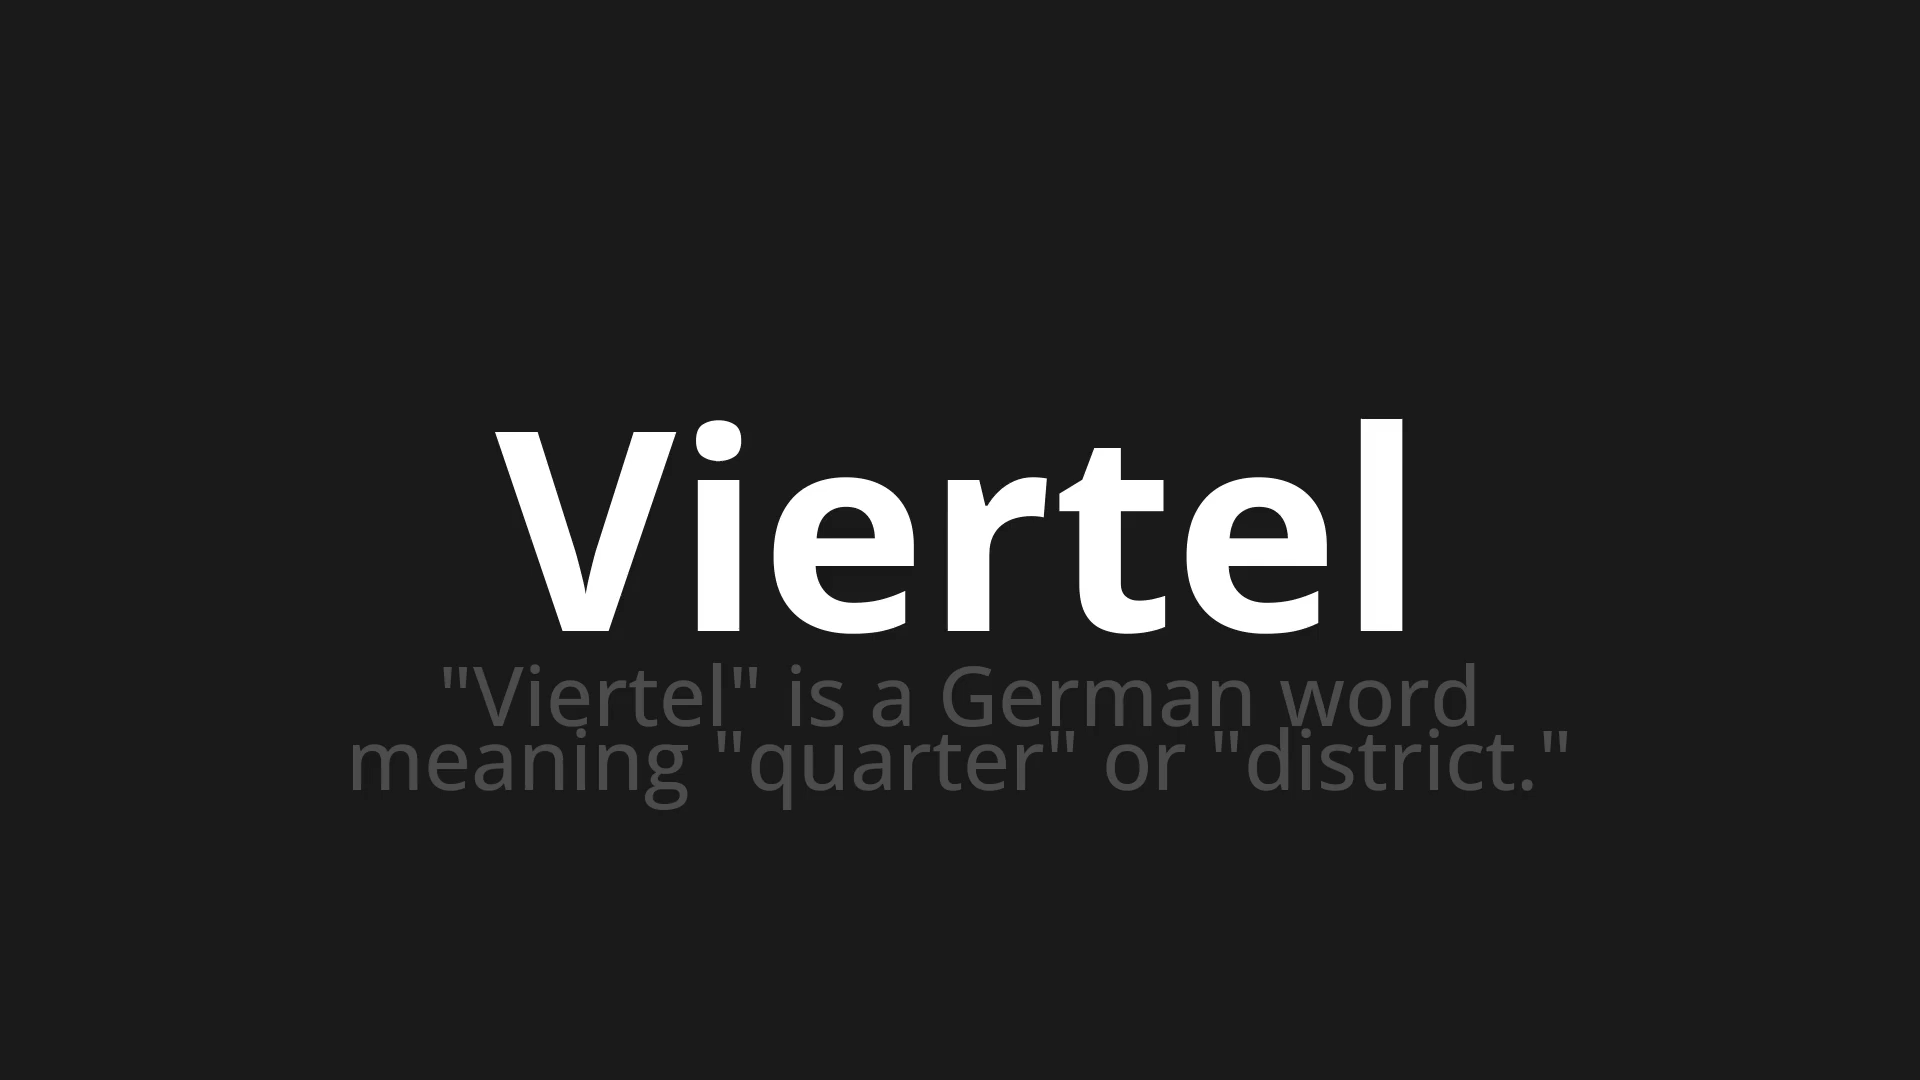 Viertel
"Viertel" is a German word
meaning "quarter" or "district."